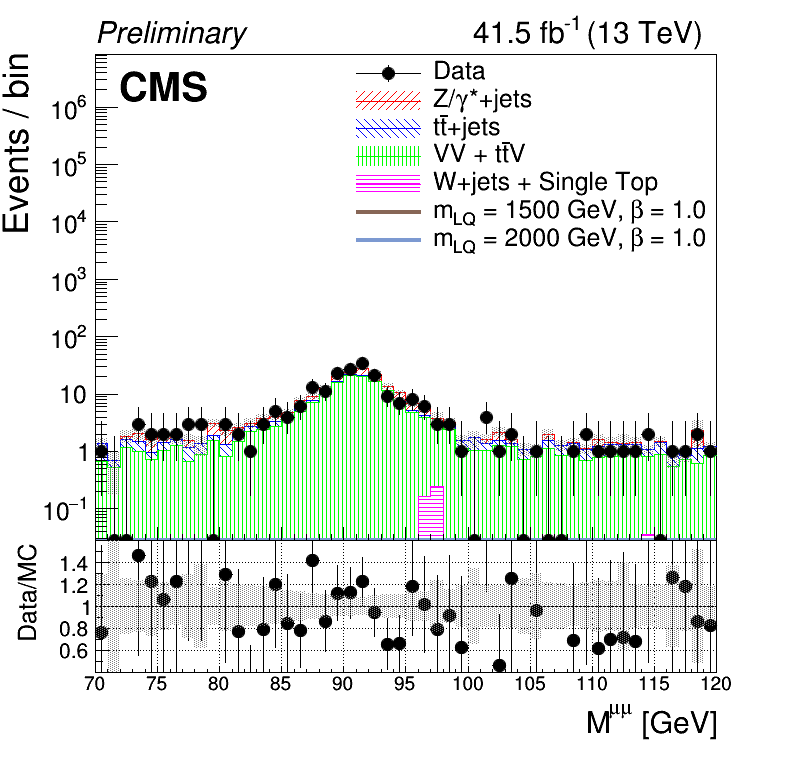 Preliminary 41.5 fb⁻¹ (13 TeV)
CMS
Data
Z/γ*+jets
tt̄+jets
VV + tt̄V
W+jets + Single Top
m_LQ = 1500 GeV, β = 1.0
m_LQ = 2000 GeV, β = 1.0
Events / bin
10⁶
10⁵
10⁴
10³
10²
10
1
10⁻¹
Data/MC
1.4
1.2
1
0.8
0.6
70 75 80 85 90 95 100 105 110 115 120
M^μμ [GeV]